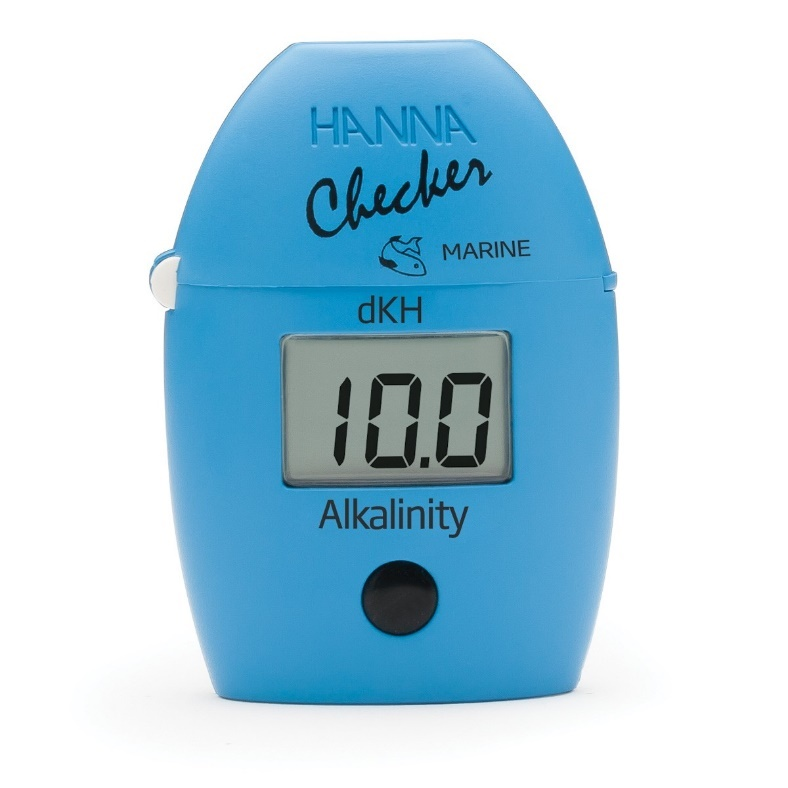 HANNA
Checker
MARINE
dKH
10.0
Alkalinity